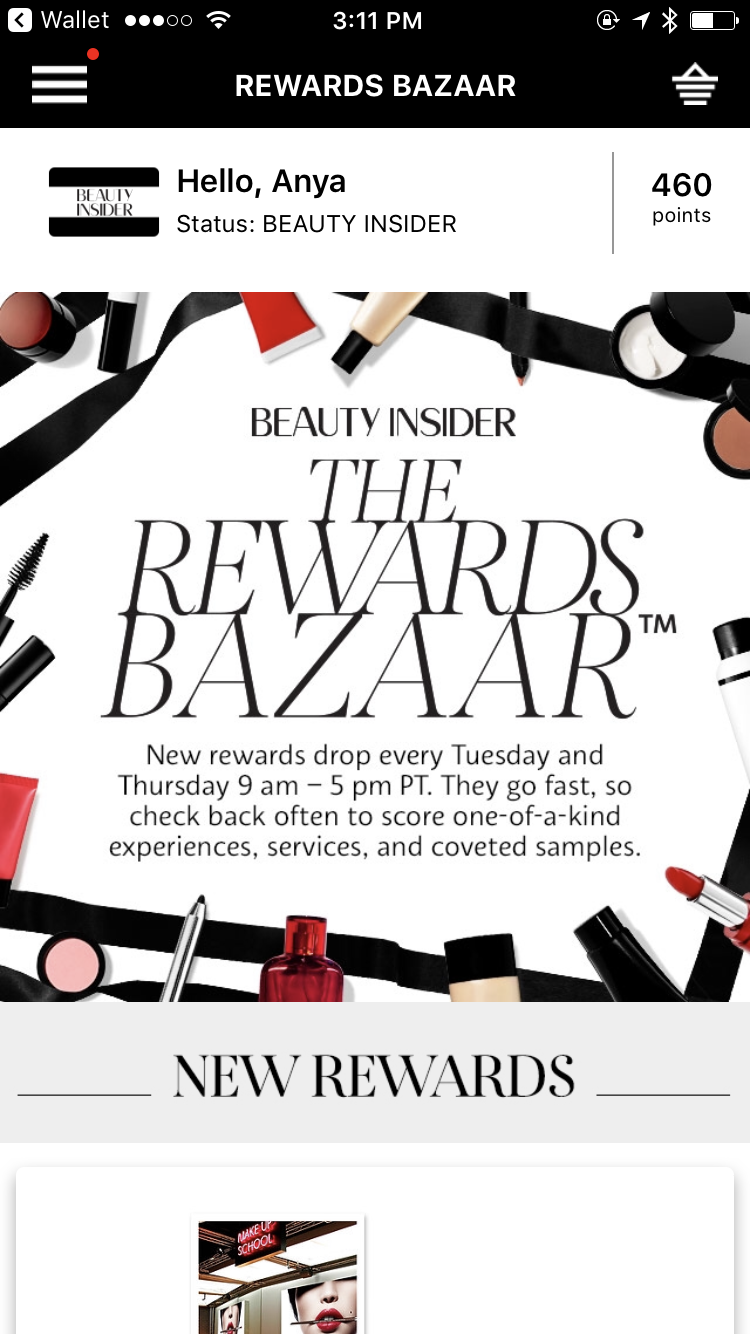 Wallet 3:11 PM
REWARDS BAZAAR
BEAUTY
INSIDER
Hello, Anya
Status: BEAUTY INSIDER
460
points
BEAUTY INSIDER
THE
REWARDS
BAZAAR™
New rewards drop every Tuesday and
Thursday 9 am – 5 pm PT. They go fast, so
check back often to score one-of-a-kind
experiences, services, and coveted samples.
NEW REWARDS
MAKE UP
SCHOOL